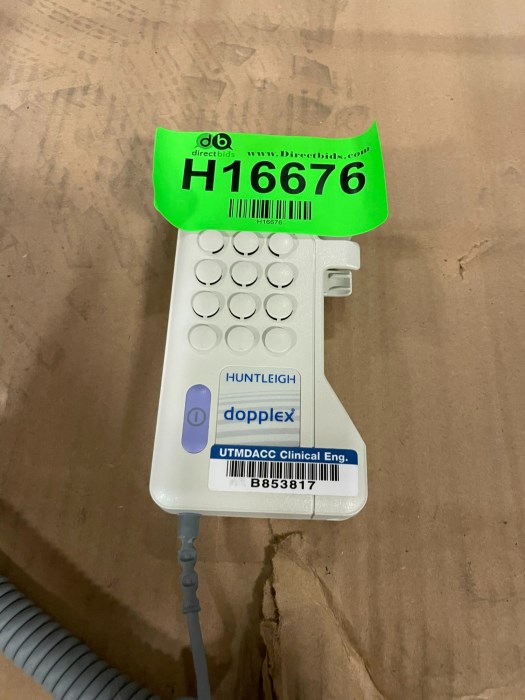 db
directbids
www.Directbids.com
H16676
H16676
HUNTLEIGH
dopplex
UTMDACC Clinical Eng.
B853817